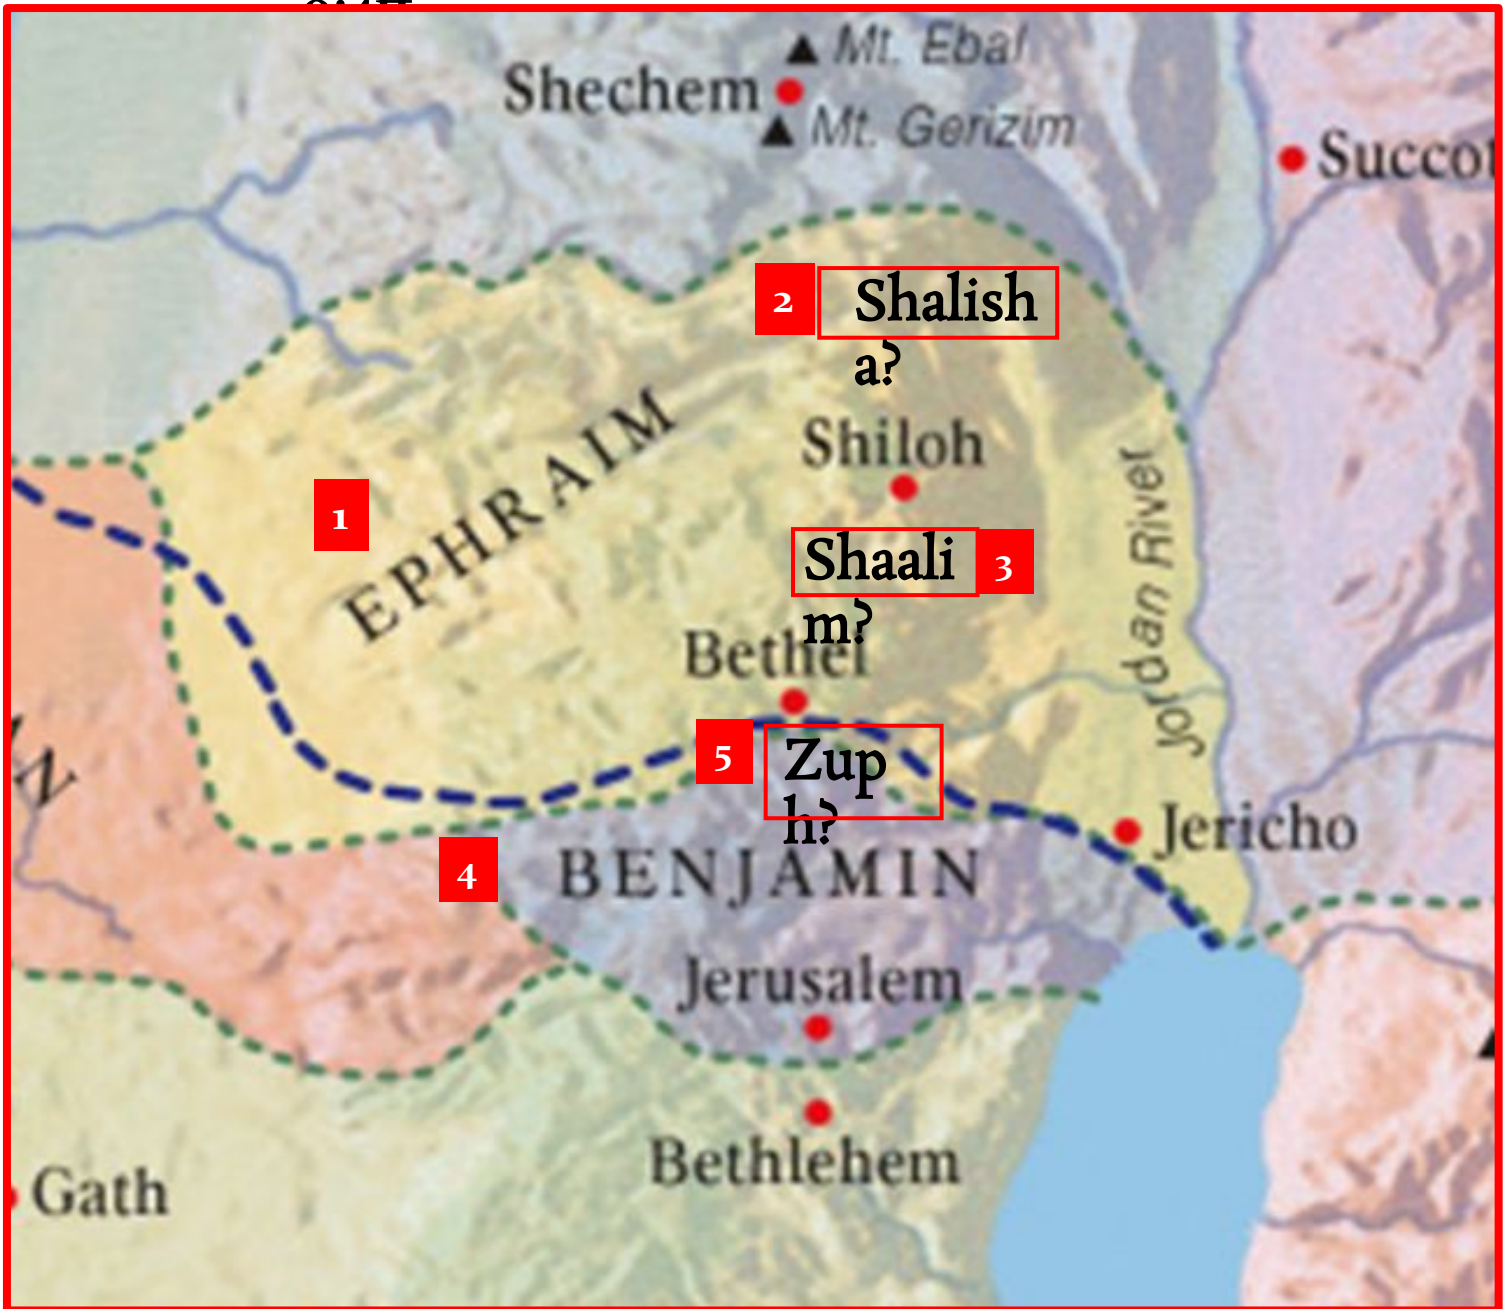 Mt. Ebal
Shechem
Mt. Gerizim
Succot
2 Shalish
a?
Shiloh
1
EPHRAIM
Jordan River
Shaali 3
m?
Bethel
5 Zup
h?
Jericho
4
BENJAMIN
Jerusalem
Bethlehem
Gath